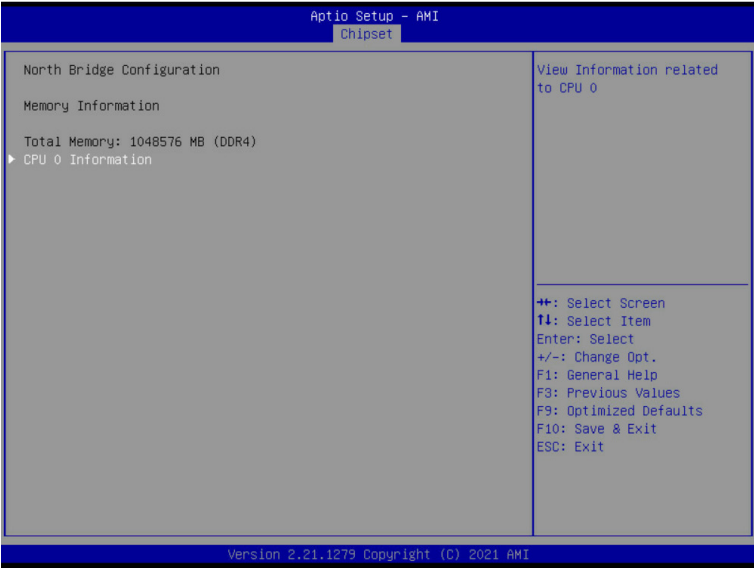 Aptio Setup - AMI
Chipset
North Bridge Configuration
Memory Information
Total Memory: 1048576 MB (DDR4)
CPU 0 Information
View Information related
to CPU 0
→←: Select Screen
↑↓: Select Item
Enter: Select
+/-: Change Opt.
F1: General Help
F3: Previous Values
F9: Optimized Defaults
F10: Save & Exit
ESC: Exit
Version 2.21.1279 Copyright (C) 2021 AMI